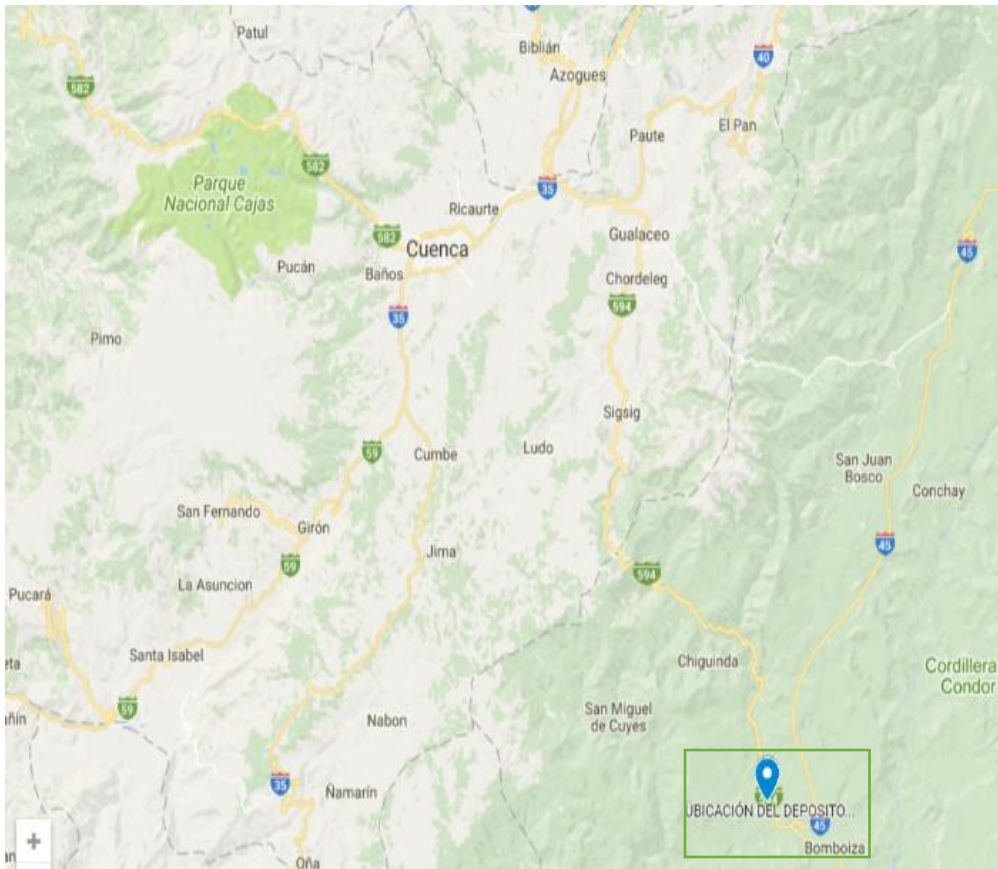 Patul
Biblián
Azogues
40
582
El Pan
Paute
582
Parque
Nacional Cajas
35
Ricaurte
582
Gualaceo
Cuenca
45
Pucán
Baños
Chordeleg
594
35
Pimo
Sigsig
59
Cumbe
Ludo
San Juan
Bosco
Conchay
San Fernando
Girón
45
Jima
59
La Asuncion
594
Pucará
Santa Isabel
Chiguinda
Cordillera
Condor
eta
59
San Miguel
de Cuyes
Nabon
35
Ñamarín
UBICACIÓN DEL DEPOSITO...
45
+
Bomboiza
Oña